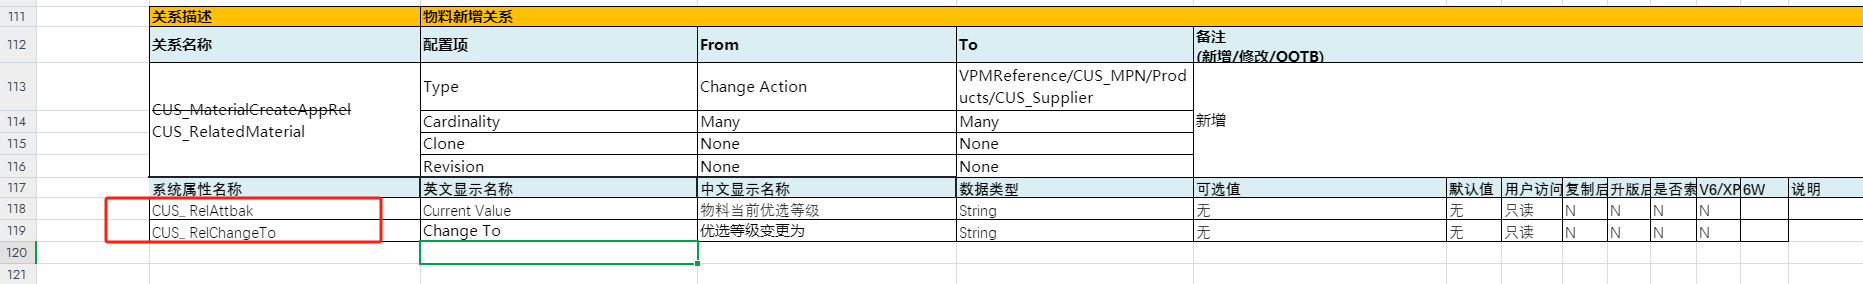 111 关系描述 物料新增关系
112 关系名称 配置项 From To 备注
(新增/修改/OOTB)
113 Type Change Action VPMReference/CUS_MPN/Prod
ucts/CUS_Supplier
CUS_MaterialCreateAppRel
CUS_RelatedMaterial
114 Cardinality Many Many 新增
115 Clone None None
116 Revision None None
117 系统属性名称 英文显示名称 中文显示名称 数据类型 可选值 默认值 用户访问 复制后 升版后 是否索 V6/XP 6W 说明
118 CUS_ RelAttbak Current Value 物料当前优选等级 String 无 无 只读 N N N N
119 CUS_ RelChangeTo Change To 优选等级变更为 String 无 无 只读 N N N N
120
121